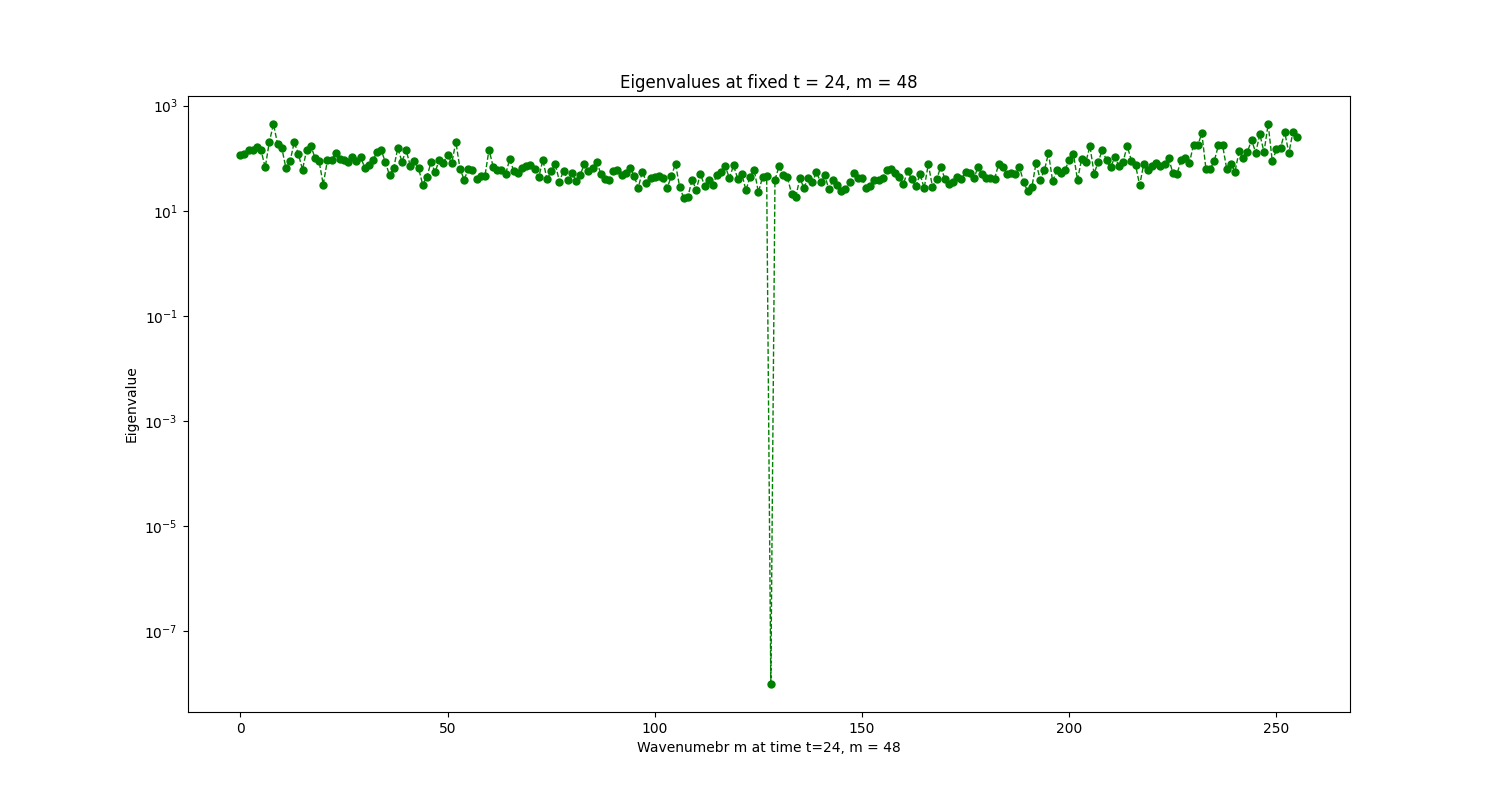 Eigenvalues at fixed t = 24, m = 48
10³
10¹
10⁻¹
10⁻³
10⁻⁵
10⁻⁷
Eigenvalue
0 50 100 150 200 250
Wavenumebr m at time t=24, m = 48